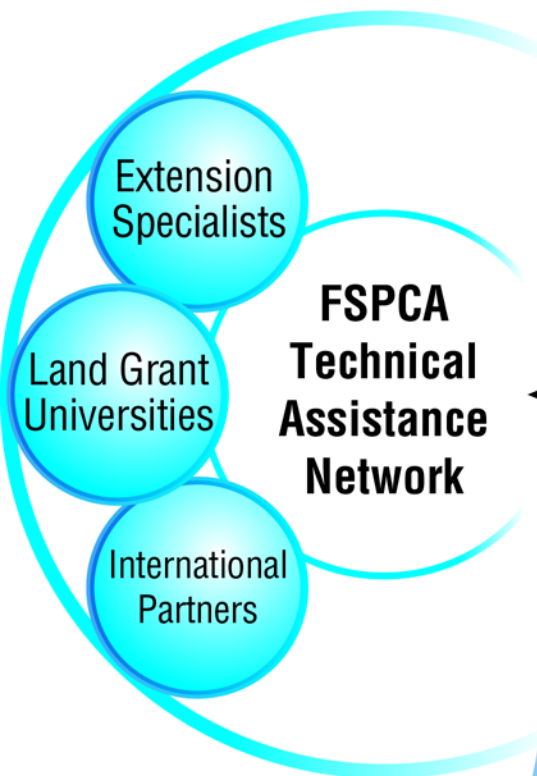 Extension
Specialists
Land Grant
Universities
International
Partners
FSPCA
Technical
Assistance
Network